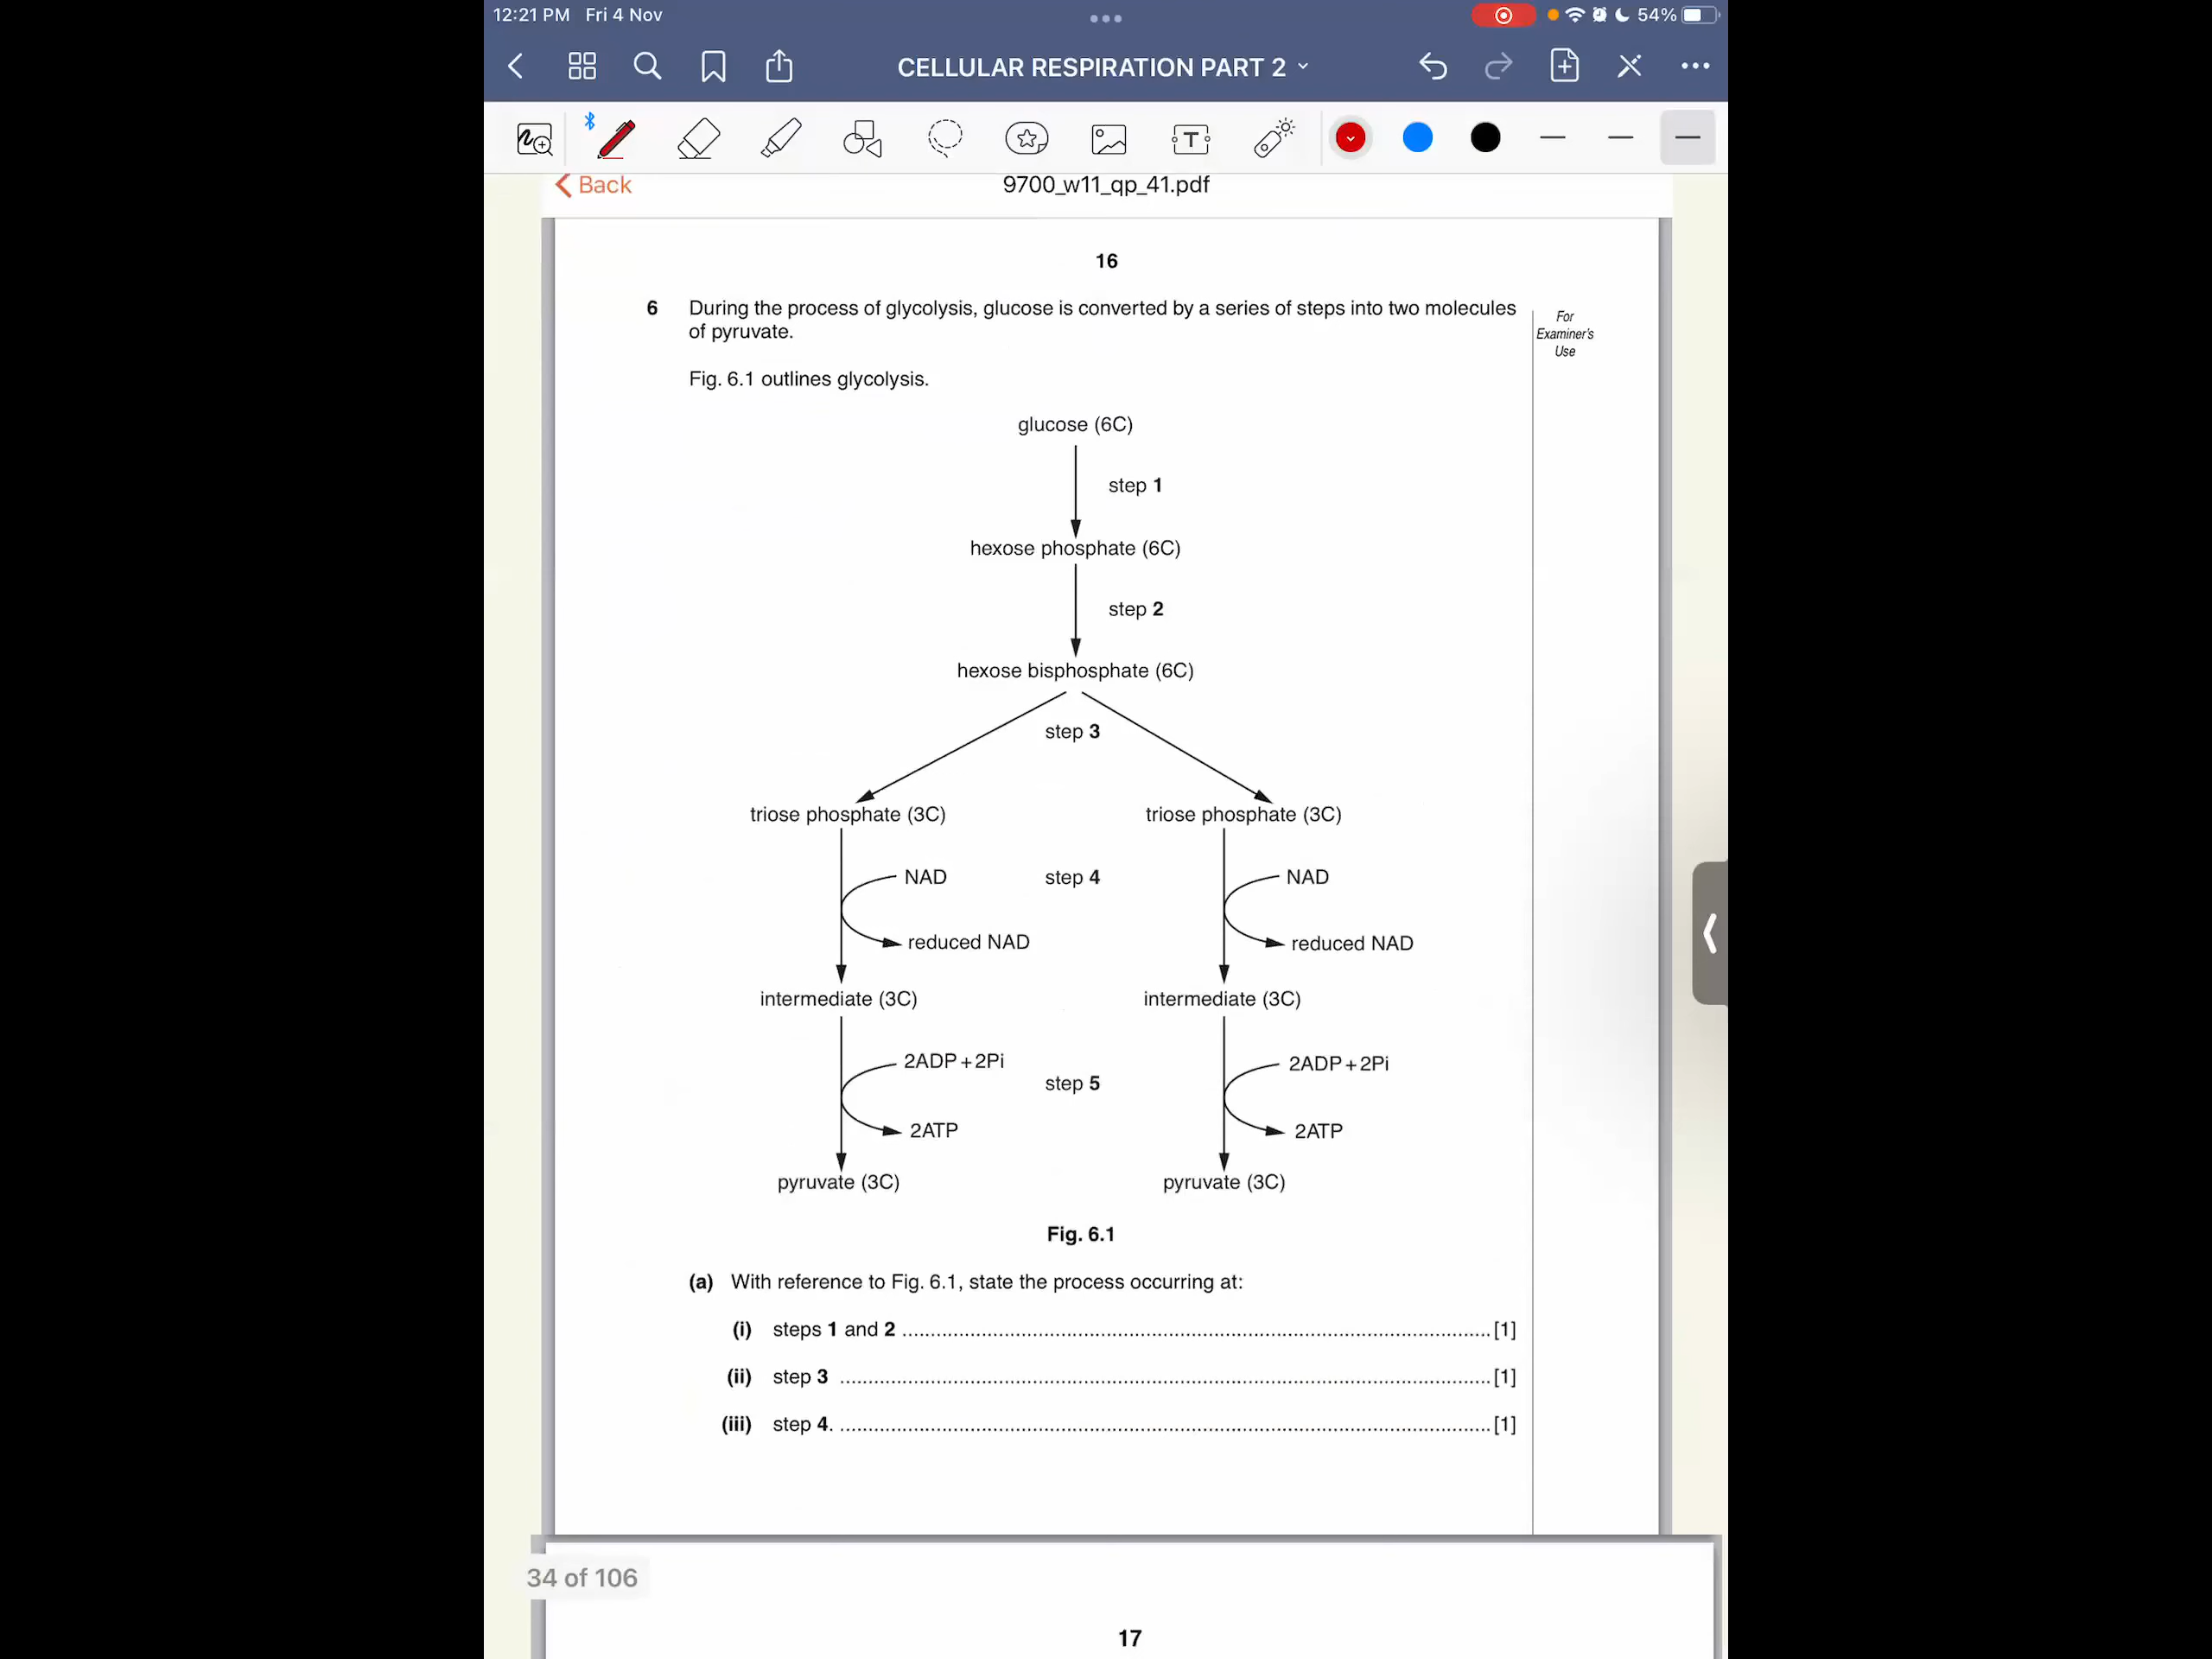 12:21 PM Fri 4 Nov
54%
CELLULAR RESPIRATION PART 2
T
Back
9700_w11_qp_41.pdf
16
6 During the process of glycolysis, glucose is converted by a series of steps into two molecules
of pyruvate.
For
Examiner's
Use
Fig. 6.1 outlines glycolysis.
glucose (6C)
step 1
hexose phosphate (6C)
step 2
hexose bisphosphate (6C)
step 3
triose phosphate (3C) triose phosphate (3C)
NAD step 4 NAD
reduced NAD reduced NAD
intermediate (3C) intermediate (3C)
2ADP+2Pi 2ADP+2Pi
step 5
2ATP 2ATP
pyruvate (3C) pyruvate (3C)
Fig. 6.1
(a) With reference to Fig. 6.1, state the process occurring at:
(i) steps 1 and 2 ........................ [1]
(ii) step 3 ........................ [1]
(iii) step 4. ........................ [1]
34 of 106
17